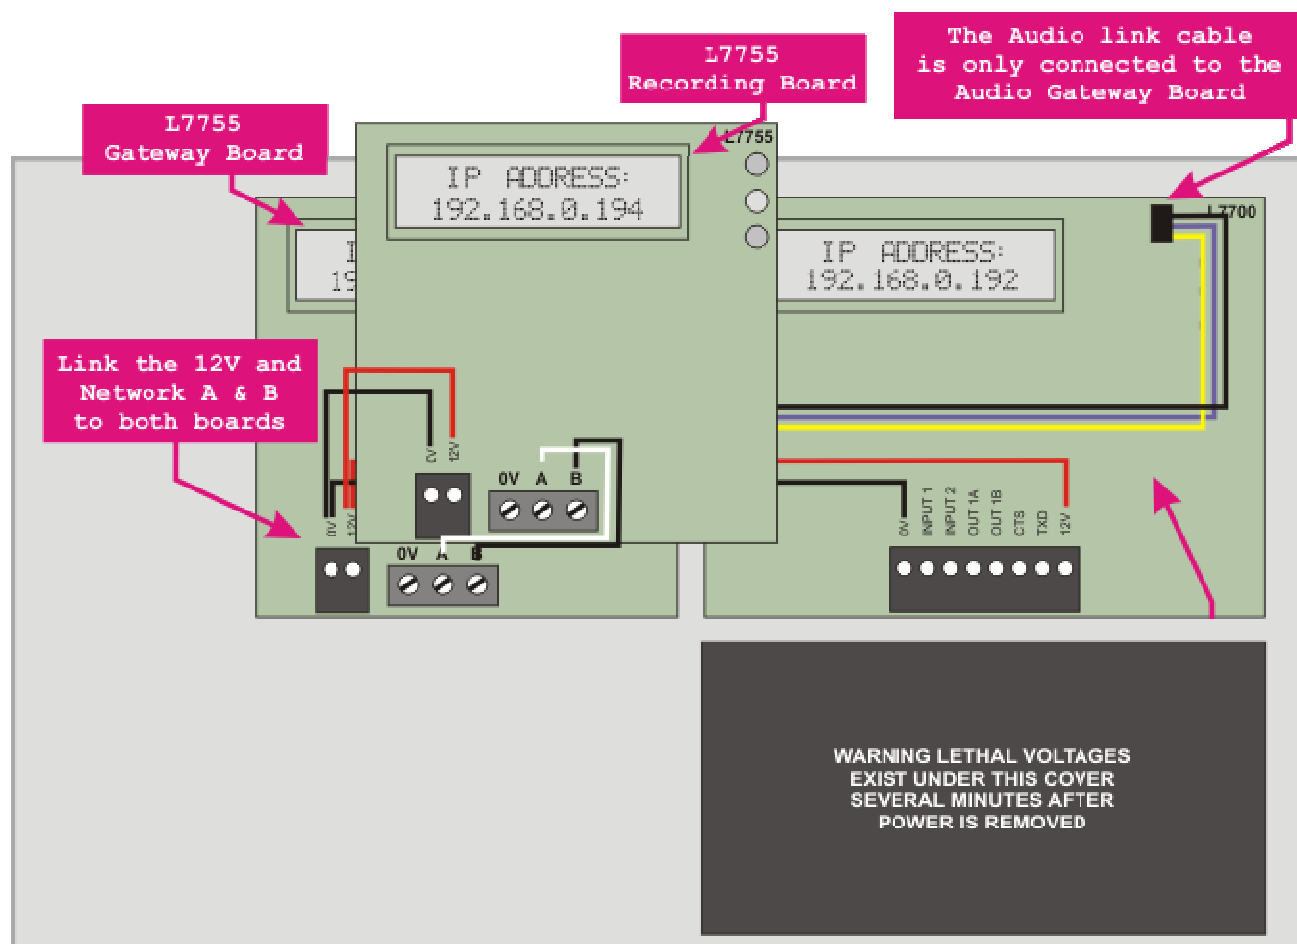 The Audio link cable
is only connected to the
Audio Gateway Board
L7755
Recording Board
L7755
Gateway Board
L7755
IP ADDRESS:
192.168.0.194
L7700
IP ADDRESS:
192.168.0.192
I
19
Link the 12V and
Network A & B
to both boards
0V
12V
0V A B
0V
12V
0V A B
0V
INPUT 1
INPUT 2
OUT 1A
OUT 1B
CTS
TXD
12V
WARNING LETHAL VOLTAGES
EXIST UNDER THIS COVER
SEVERAL MINUTES AFTER
POWER IS REMOVED